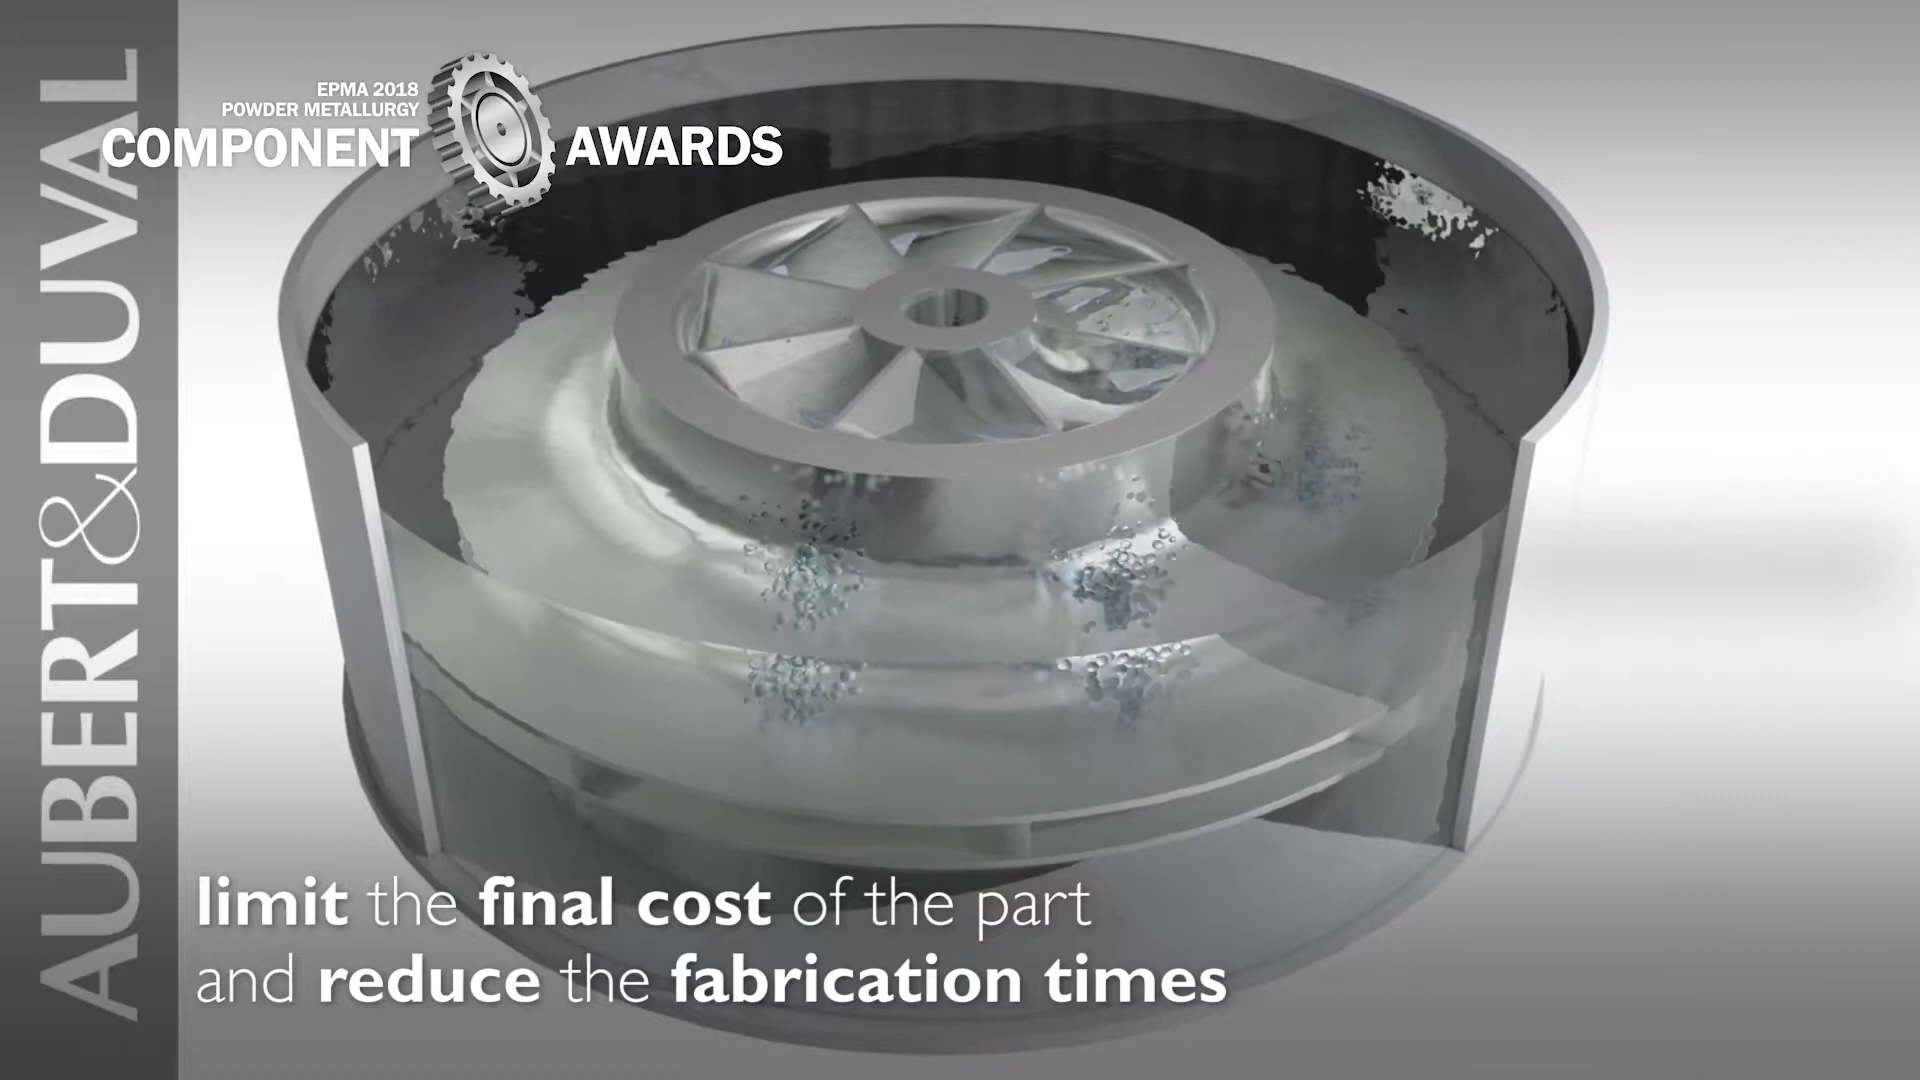 AUBERT&DUVAL
EPMA 2018
POWDER METALLURGY
COMPONENT AWARDS
limit the final cost of the part
and reduce the fabrication times